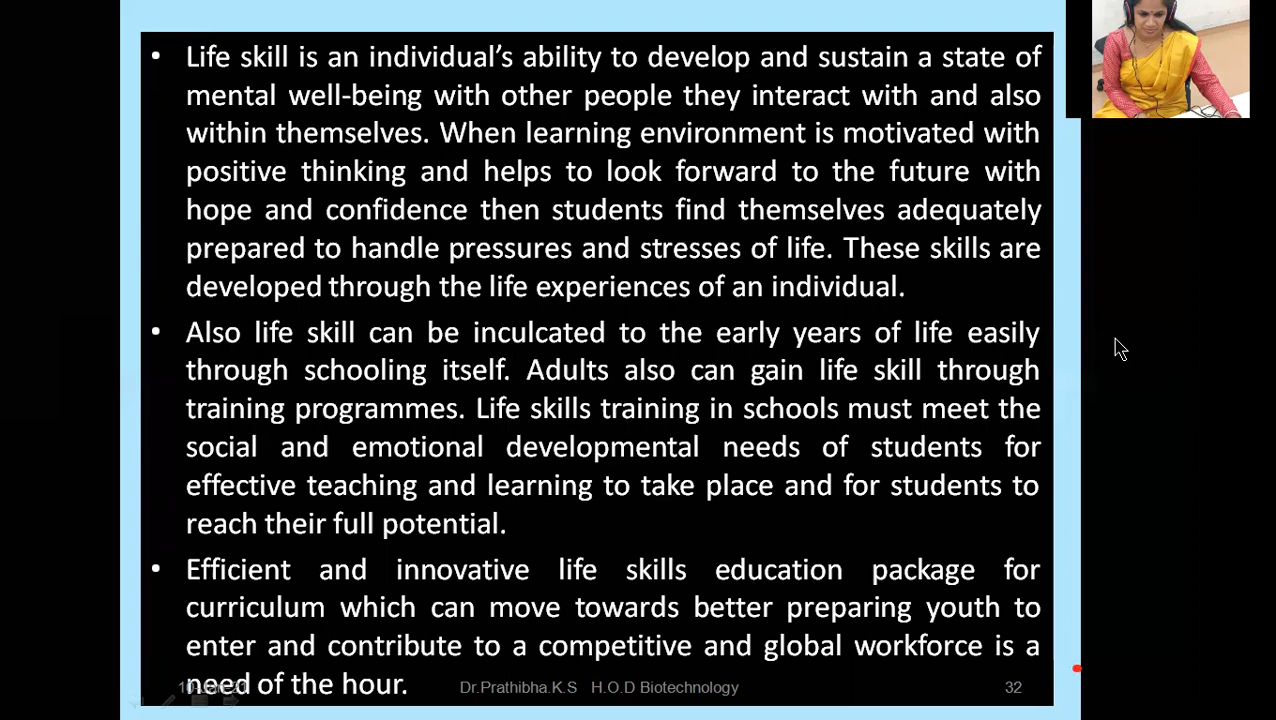 • Life skill is an individual's ability to develop and sustain a state of
mental well-being with other people they interact with and also
within themselves. When learning environment is motivated with
positive thinking and helps to look forward to the future with
hope and confidence then students find themselves adequately
prepared to handle pressures and stresses of life. These skills are
developed through the life experiences of an individual.
• Also life skill can be inculcated to the early years of life easily
through schooling itself. Adults also can gain life skill through
training programmes. Life skills training in schools must meet the
social and emotional developmental needs of students for
effective teaching and learning to take place and for students to
reach their full potential.
• Efficient and innovative life skills education package for
curriculum which can move towards better preparing youth to
enter and contribute to a competitive and global workforce is a
need of the hour.
Dr.Prathibha.K.S H.O.D Biotechnology
32